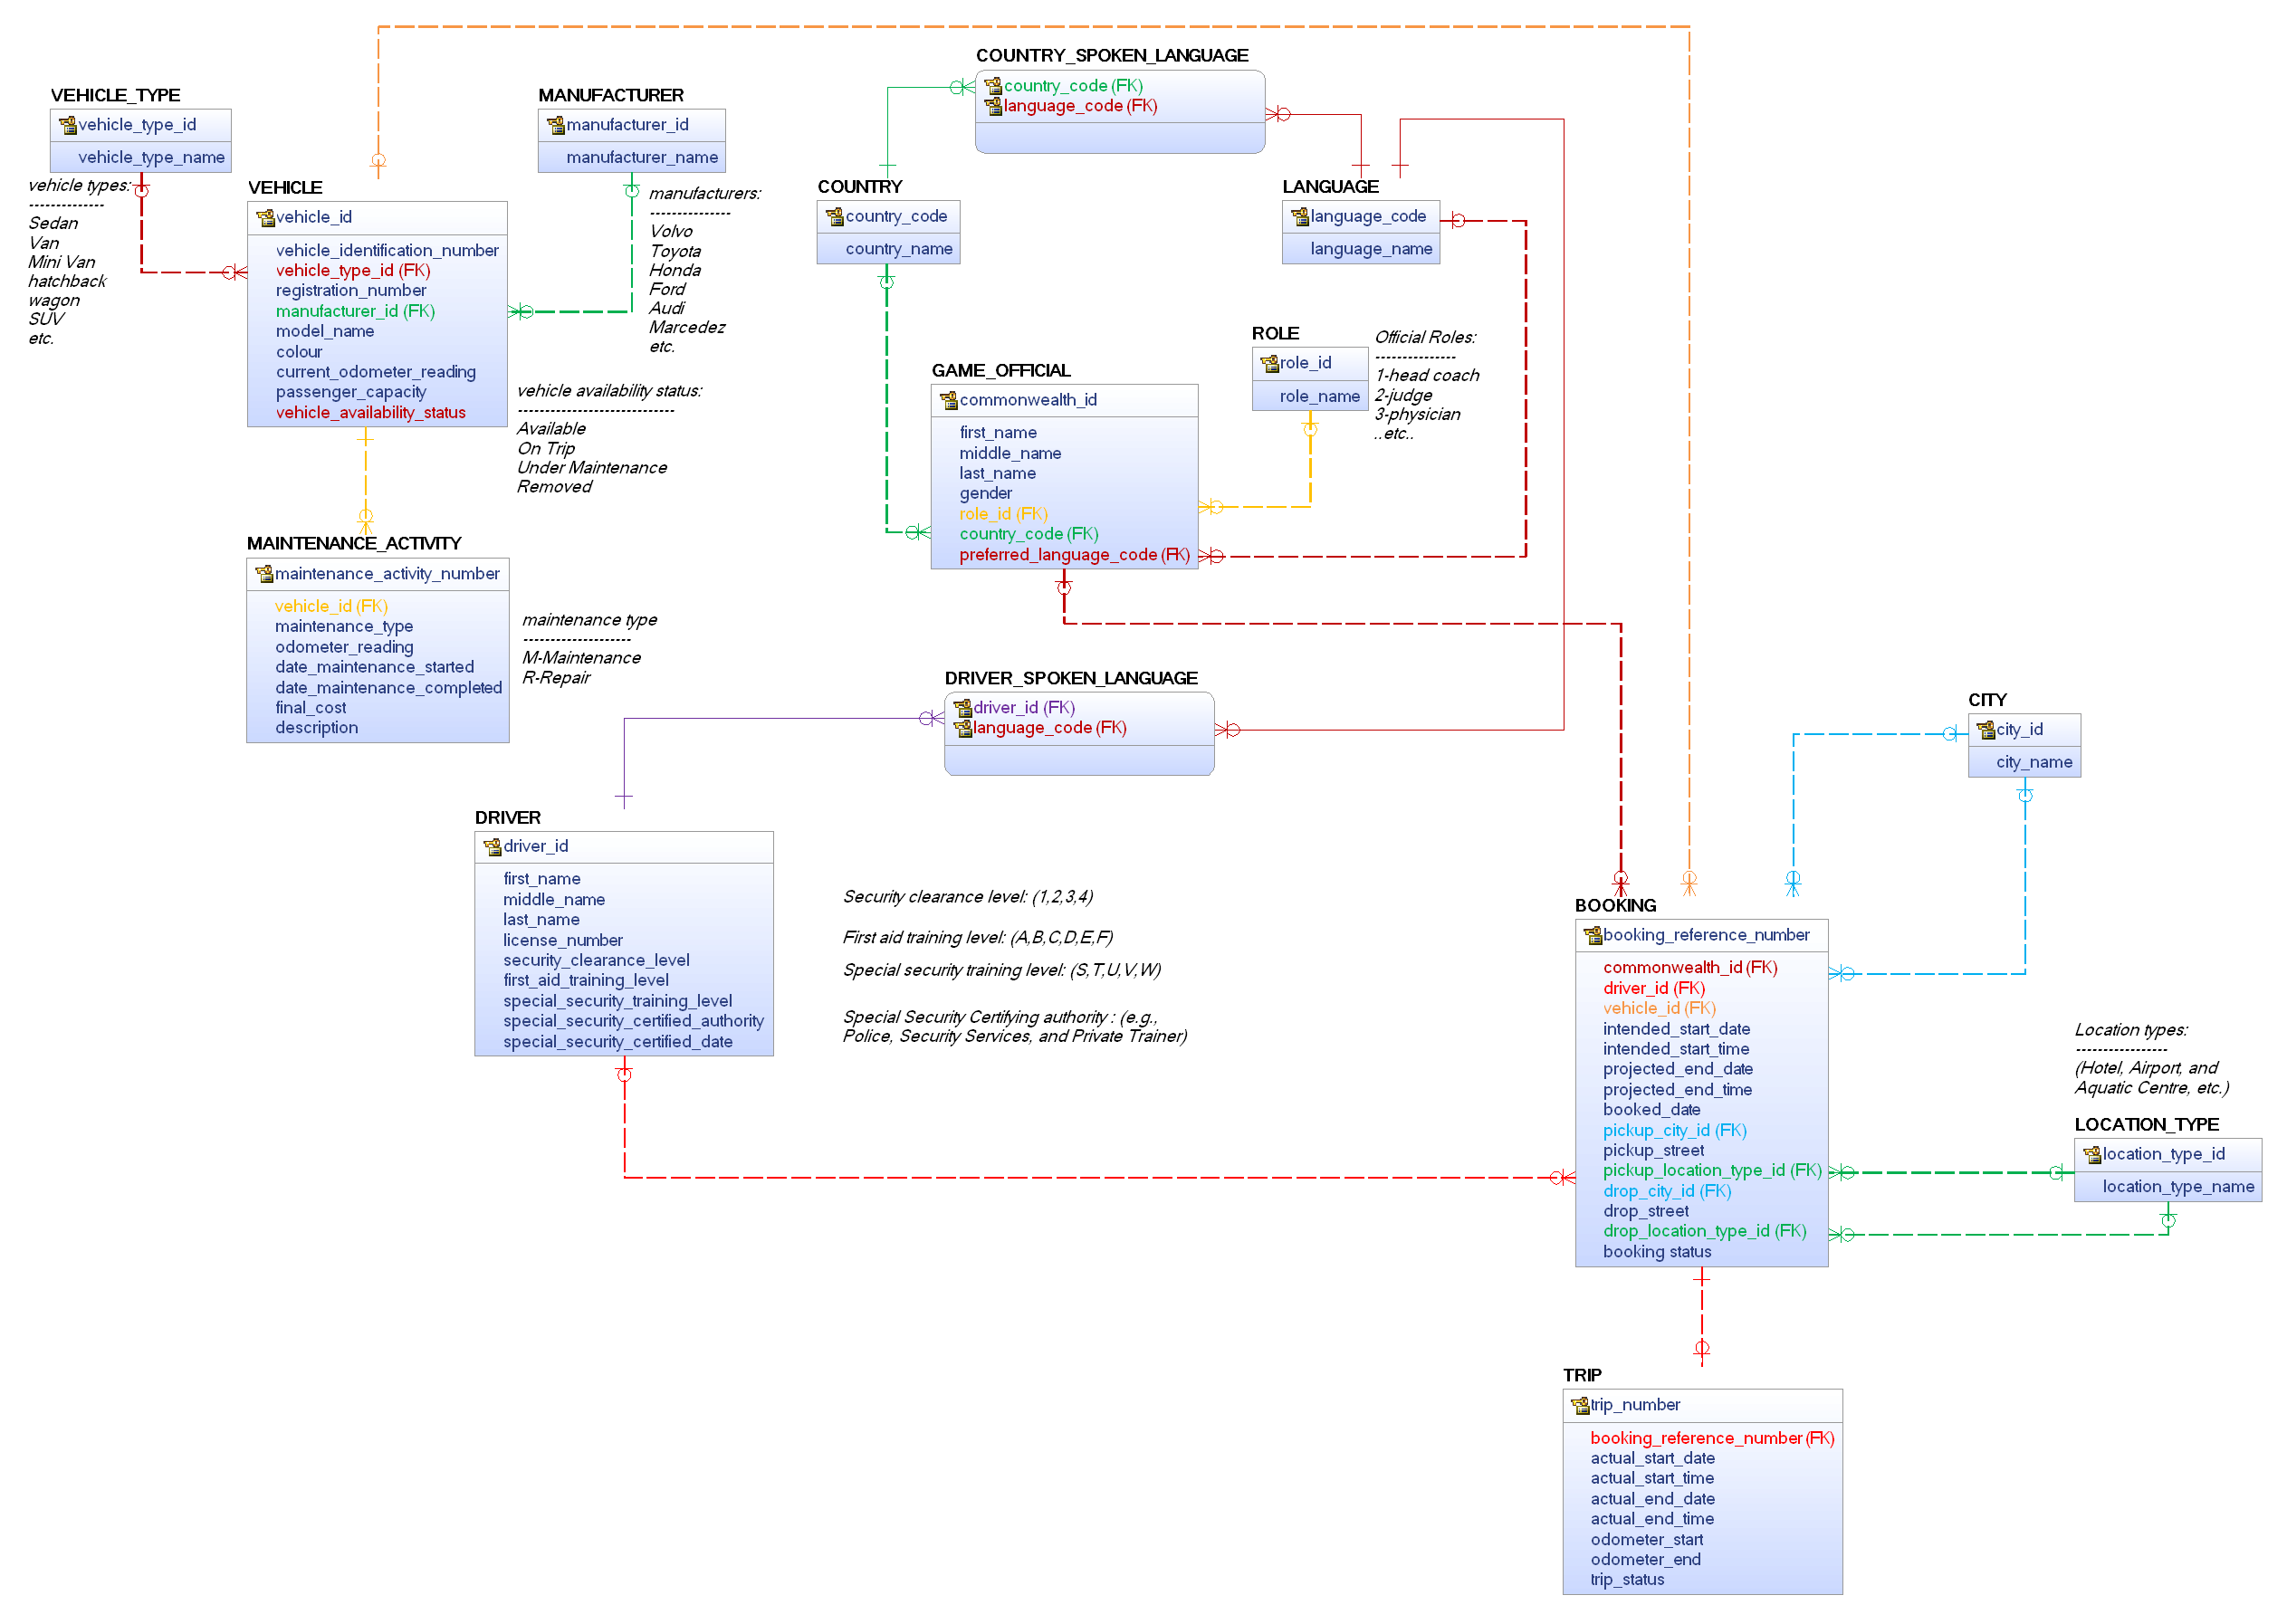 COUNTRY_SPOKEN_LANGUAGE
country_code (FK)
language_code (FK)
VEHICLE_TYPE
vehicle_type_id
vehicle_type_name
vehicle types:
--------------
Sedan
Van
Mini Van
hatchback
wagon
SUV
etc.
MANUFACTURER
manufacturer_id
manufacturer_name
manufacturers:
---------------
Volvo
Toyota
Honda
Ford
Audi
Marcedez
etc.
VEHICLE
vehicle_id
vehicle_identification_number
vehicle_type_id (FK)
registration_number
manufacturer_id (FK)
model_name
colour
current_odometer_reading
passenger_capacity
vehicle_availability_status
vehicle availability status:
-----------------------------
Available
On Trip
Under Maintenance
Removed
COUNTRY
country_code
country_name
LANGUAGE
language_code
language_name
ROLE
role_id
role_name
Official Roles:
---------------
1-head coach
2-judge
3-physician
..etc..
GAME_OFFICIAL
commonwealth_id
first_name
middle_name
last_name
gender
role_id (FK)
country_code (FK)
preferred_language_code (FK)
MAINTENANCE_ACTIVITY
maintenance_activity_number
vehicle_id (FK)
maintenance_type
odometer_reading
date_maintenance_started
date_maintenance_completed
final_cost
description
maintenance type
--------------------
M-Maintenance
R-Repair
DRIVER_SPOKEN_LANGUAGE
driver_id (FK)
language_code (FK)
CITY
city_id
city_name
DRIVER
driver_id
first_name
middle_name
last_name
license_number
security_clearance_level
first_aid_training_level
special_security_training_level
special_security_certified_authority
special_security_certified_date
Security clearance level: (1,2,3,4)
First aid training level: (A,B,C,D,E,F)
Special security training level: (S,T,U,V,W)
Special Security Certifying authority : (e.g.,
Police, Security Services, and Private Trainer)
BOOKING
booking_reference_number
commonwealth_id (FK)
driver_id (FK)
vehicle_id (FK)
intended_start_date
intended_start_time
projected_end_date
projected_end_time
booked_date
pickup_city_id (FK)
pickup_street
pickup_location_type_id (FK)
drop_city_id (FK)
drop_street
drop_location_type_id (FK)
booking status
Location types:
-----------------
(Hotel, Airport, and
Aquatic Centre, etc.)
LOCATION_TYPE
location_type_id
location_type_name
TRIP
trip_number
booking_reference_number (FK)
actual_start_date
actual_start_time
actual_end_date
actual_end_time
odometer_start
odometer_end
trip_status